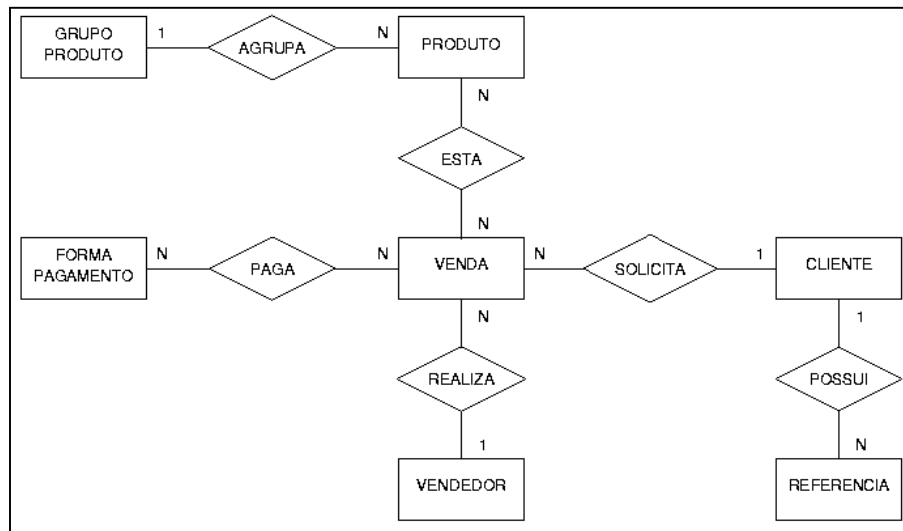 GRUPO
PRODUTO
1
AGRUPA
N
PRODUTO
N
ESTA
N
FORMA
PAGAMENTO
N
PAGA
N
VENDA
N
SOLICITA
1
CLIENTE
N
1
REALIZA
POSSUI
1
N
VENDEDOR
REFERENCIA